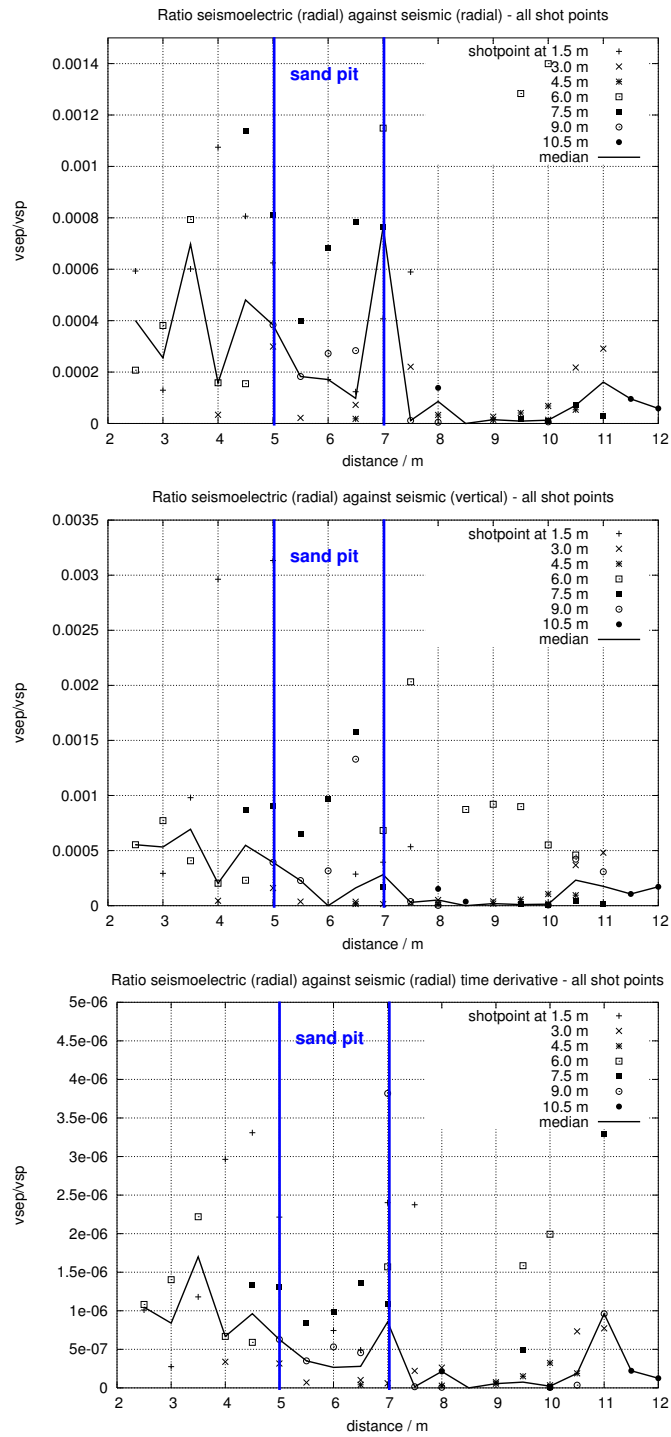 Ratio seismoelectric (radial) against seismic (radial) - all shot points
0.0014
0.0012
0.001
0.0008
0.0006
0.0004
0.0002
0
vsep/vsp
sand pit
shotpoint at 1.5 m
3.0 m
4.5 m
6.0 m
7.5 m
9.0 m
10.5 m
median
2 3 4 5 6 7 8 9 10 11 12
distance / m
Ratio seismoelectric (radial) against seismic (vertical) - all shot points
0.0035
0.003
0.0025
0.002
0.0015
0.001
0.0005
0
vsep/vsp
sand pit
shotpoint at 1.5 m
3.0 m
4.5 m
6.0 m
7.5 m
9.0 m
10.5 m
median
2 3 4 5 6 7 8 9 10 11 12
distance / m
Ratio seismoelectric (radial) against seismic (radial) time derivative - all shot points
5e-06
4.5e-06
4e-06
3.5e-06
3e-06
2.5e-06
2e-06
1.5e-06
1e-06
5e-07
0
vsep/vsp
sand pit
shotpoint at 1.5 m
3.0 m
4.5 m
6.0 m
7.5 m
9.0 m
10.5 m
median
2 3 4 5 6 7 8 9 10 11 12
distance / m